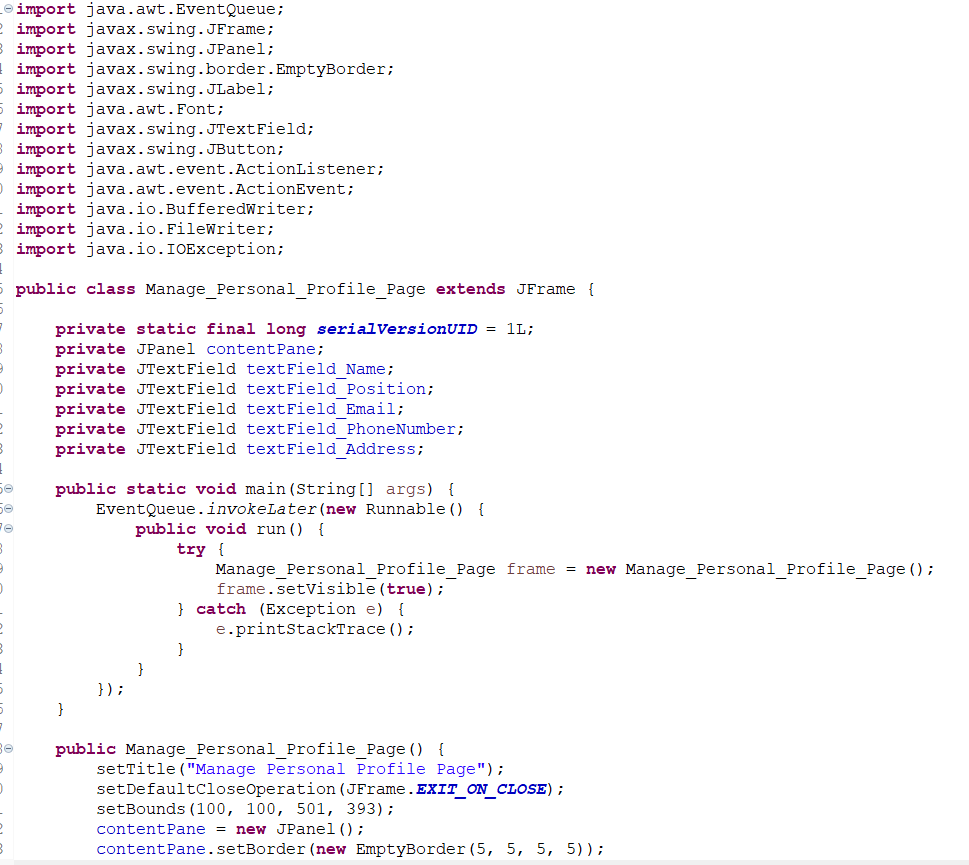 import java.awt.EventQueue;
import javax.swing.JFrame;
import javax.swing.JPanel;
import javax.swing.border.EmptyBorder;
import javax.swing.JLabel;
import java.awt.Font;
import javax.swing.JTextField;
import javax.swing.JButton;
import java.awt.event.ActionListener;
import java.awt.event.ActionEvent;
import java.io.BufferedWriter;
import java.io.FileWriter;
import java.io.IOException;

public class Manage_Personal_Profile_Page extends JFrame {

    private static final long serialVersionUID = 1L;
    private JPanel contentPane;
    private JTextField textField_Name;
    private JTextField textField_Position;
    private JTextField textField_Email;
    private JTextField textField_PhoneNumber;
    private JTextField textField_Address;

    public static void main(String[] args) {
        EventQueue.invokeLater(new Runnable() {
            public void run() {
                try {
                    Manage_Personal_Profile_Page frame = new Manage_Personal_Profile_Page();
                    frame.setVisible(true);
                } catch (Exception e) {
                    e.printStackTrace();
                }
            }
        });
    }

    public Manage_Personal_Profile_Page() {
        setTitle("Manage Personal Profile Page");
        setDefaultCloseOperation(JFrame.EXIT_ON_CLOSE);
        setBounds(100, 100, 501, 393);
        contentPane = new JPanel();
        contentPane.setBorder(new EmptyBorder(5, 5, 5, 5));